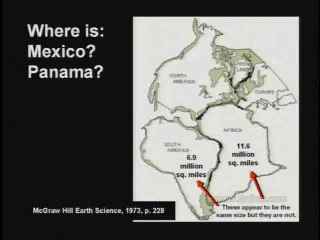 Where is:
Mexico?
Panama?
NORTH
AMERICA
EUROPE
SOUTH
AMERICA
AFRICA
6.9
million
sq. miles
11.6
million
sq. miles
These appear to be the
same size but they are not.
McGraw Hill Earth Science, 1973, p. 228